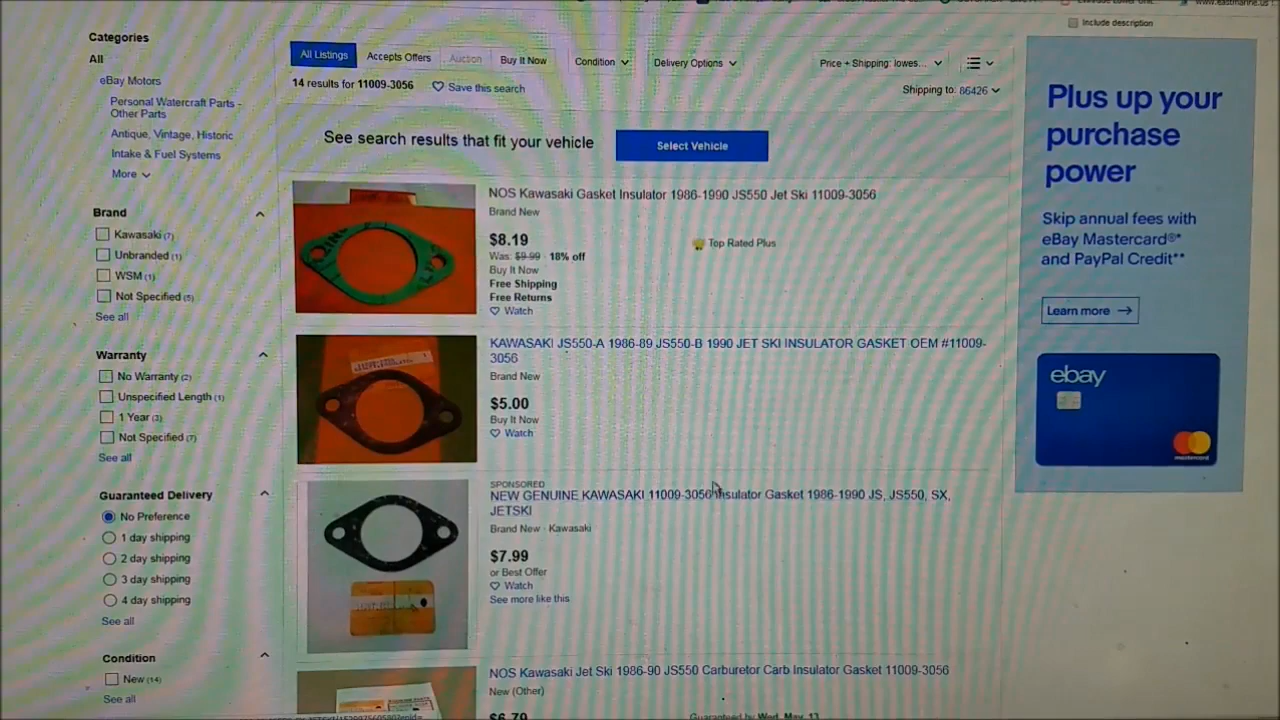 Include description
Categories
All
eBay Motors
Personal Watercraft Parts -
Other Parts
Antique, Vintage, Historic
Intake & Fuel Systems
More
Brand
Kawasaki (7)
Unbranded (1)
WSM (1)
Not Specified (5)
See all
Warranty
No Warranty (2)
Unspecified Length (1)
1 Year (3)
Not Specified (7)
See all
Guaranteed Delivery
No Preference
1 day shipping
2 day shipping
3 day shipping
4 day shipping
See all
Condition
New (14)
See all
All Listings
Accepts Offers
Auction
Buy It Now
Condition
Delivery Options
Price + Shipping: lowes...
14 results for 11009-3056
Save this search
Shipping to: 86426
See search results that fit your vehicle
Select Vehicle
NOS Kawasaki Gasket Insulator 1986-1990 JS550 Jet Ski 11009-3056
Brand New
$8.19
Was: $9.99 · 18% off
Buy It Now
Free Shipping
Free Returns
Watch
Top Rated Plus
KAWASAKI JS550-A 1986-89 JS550-B 1990 JET SKI INSULATOR GASKET OEM #11009-
3056
Brand New
$5.00
Buy It Now
Watch
SPONSORED
NEW GENUINE KAWASAKI 11009-3056 Insulator Gasket 1986-1990 JS, JS550, SX,
JETSKI
Brand New · Kawasaki
$7.99
or Best Offer
Watch
See more like this
NOS Kawasaki Jet Ski 1986-90 JS550 Carburetor Carb Insulator Gasket 11009-3056
New (Other)
$6.79
Guaranteed by Wed, May. 13
Plus up your
purchase
power
Skip annual fees with
eBay Mastercard®*
and PayPal Credit**
Learn more
ebay
mastercard